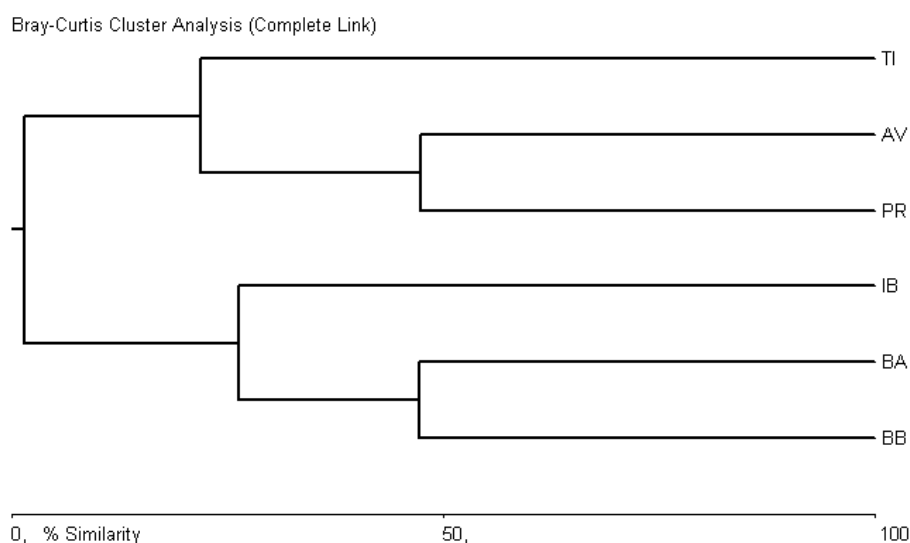 Bray-Curtis Cluster Analysis (Complete Link)
TI
AV
PR
IB
BA
BB
0, % Similarity 50, 100